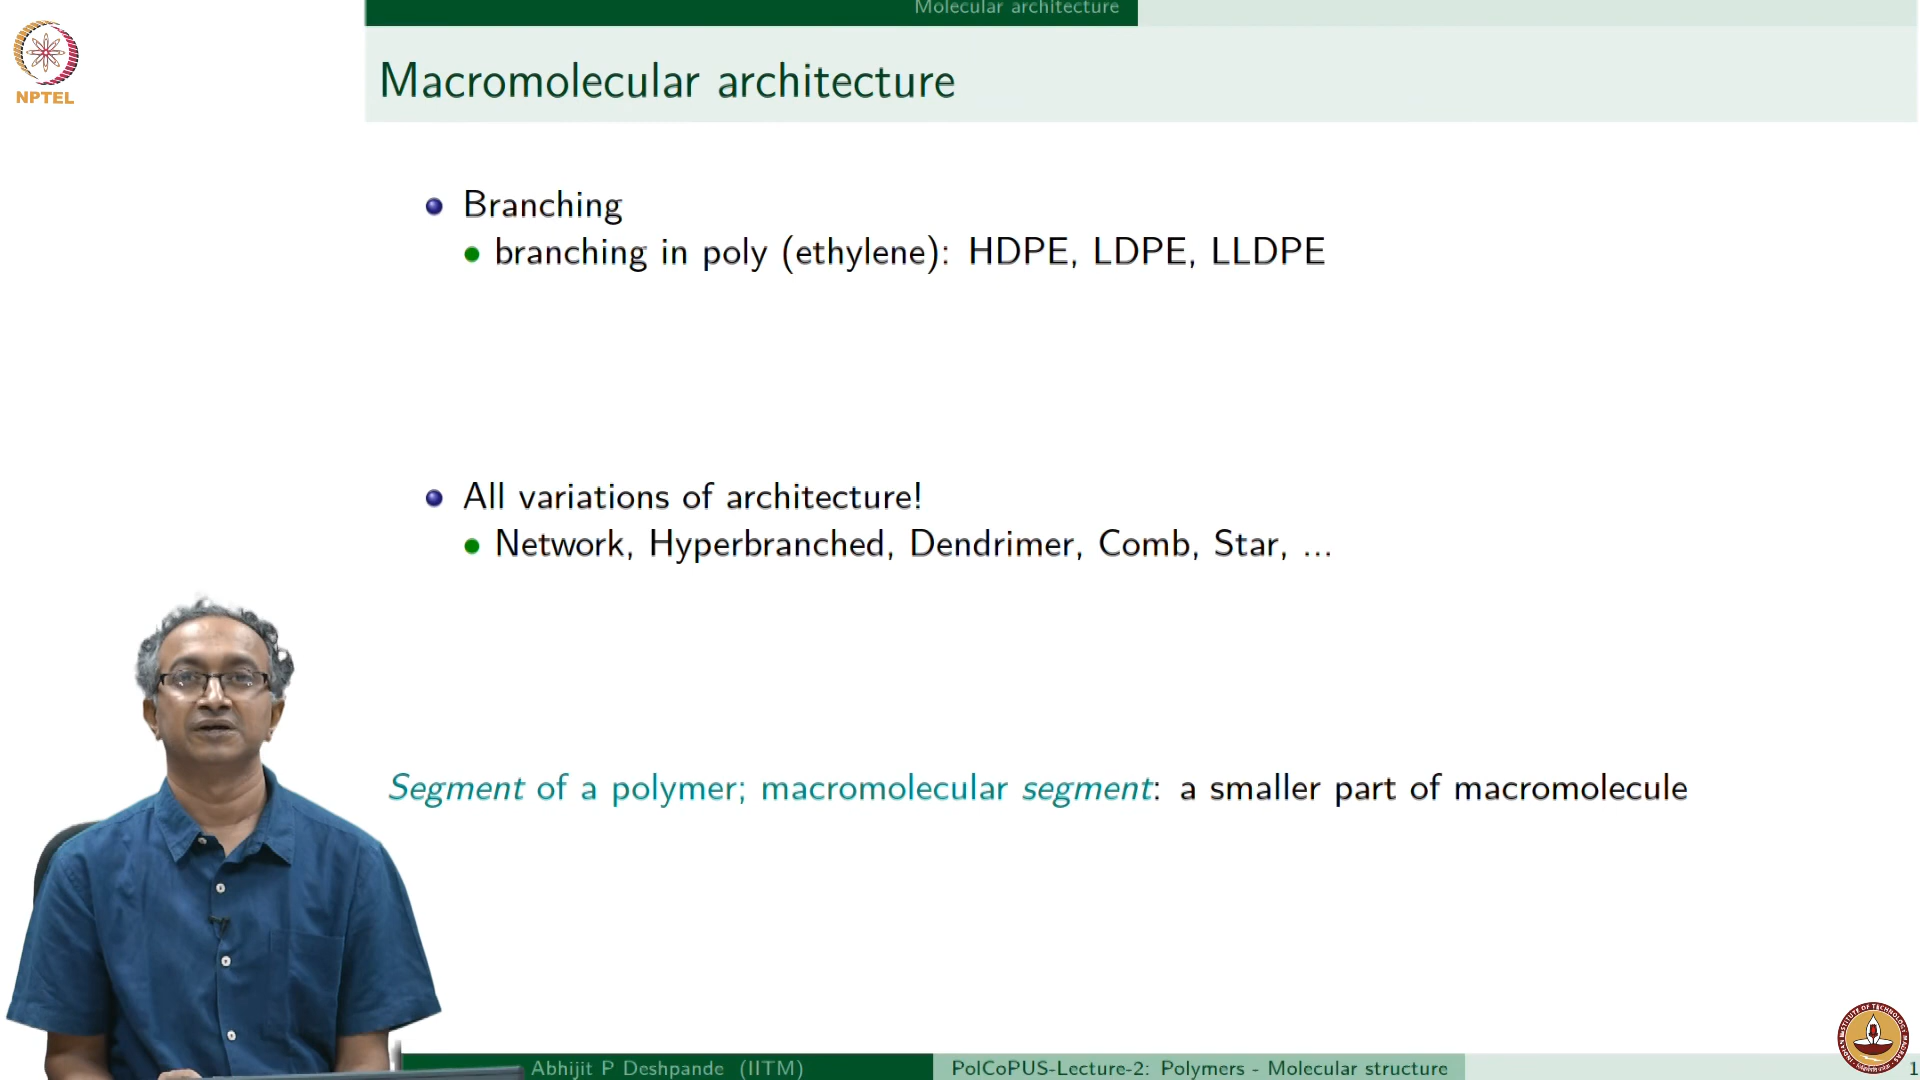 Molecular architecture
NPTEL
Macromolecular architecture
Branching
branching in poly (ethylene): HDPE, LDPE, LLDPE
All variations of architecture!
Network, Hyperbranched, Dendrimer, Comb, Star, ...
Segment of a polymer; macromolecular segment: a smaller part of macromolecule
Abhijit P Deshpande (IITM) PolCoPUS-Lecture-2: Polymers - Molecular structure 1